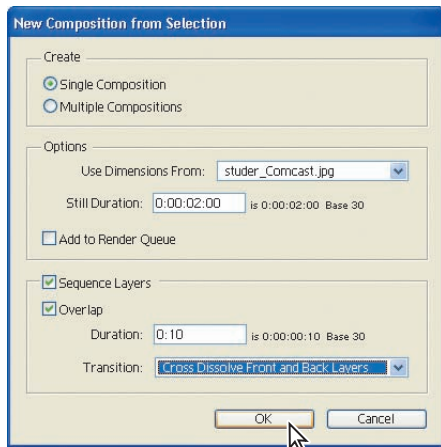 New Composition from Selection
Create
Single Composition
Multiple Compositions
Options
Use Dimensions From: studer_Comcast.jpg
Still Duration: 0:00:02:00 is 0:00:02:00 Base 30
Add to Render Queue
Sequence Layers
Overlap
Duration: 0:10 is 0:00:00:10 Base 30
Transition: Cross Dissolve Front and Back Layers
OK Cancel